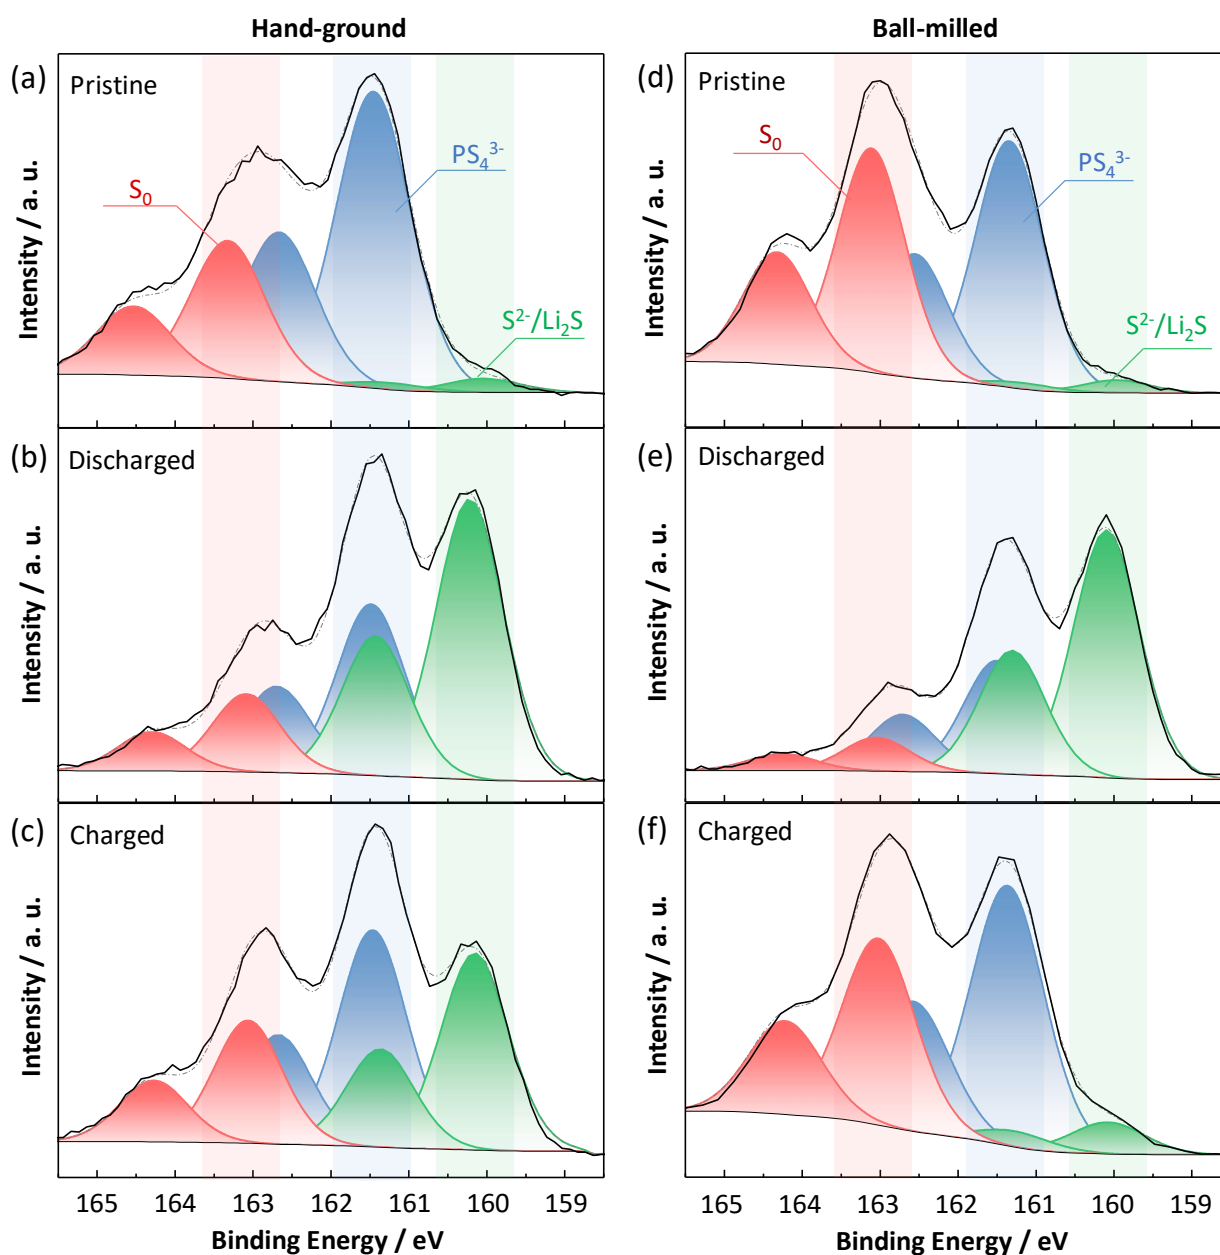 Hand-ground
Ball-milled
(a)
Pristine
S₀
PS₄³⁻
S²⁻/Li₂S
Intensity / a. u.
(d)
Pristine
S₀
PS₄³⁻
S²⁻/Li₂S
Intensity / a. u.
(b)
Discharged
Intensity / a. u.
(e)
Discharged
Intensity / a. u.
(c)
Charged
Intensity / a. u.
(f)
Charged
Intensity / a. u.
165 164 163 162 161 160 159
Binding Energy / eV
165 164 163 162 161 160 159
Binding Energy / eV